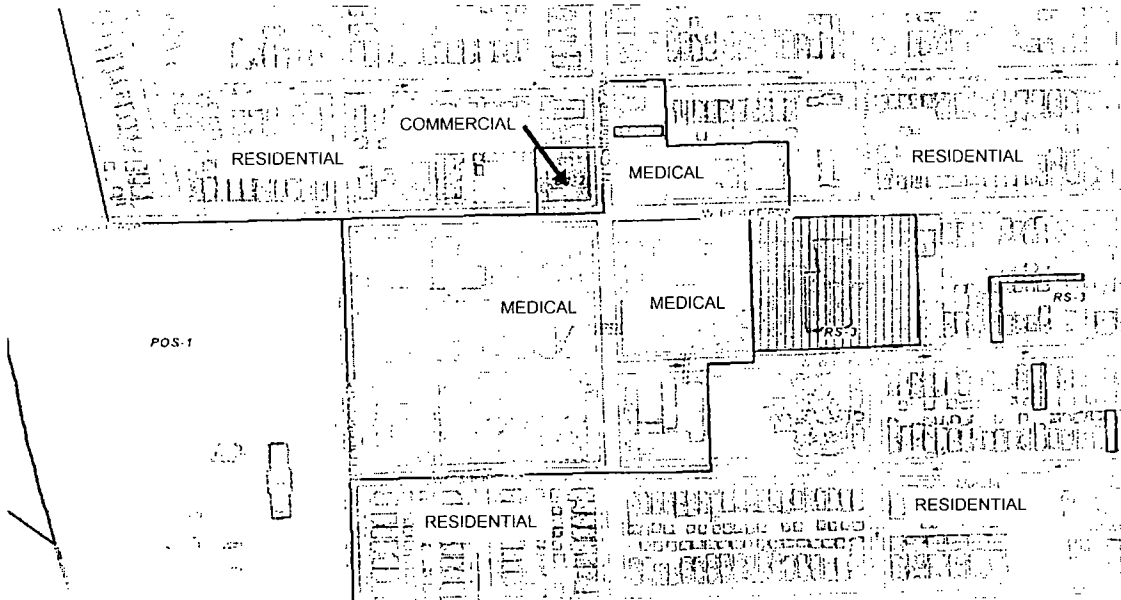 COMMERCIAL
RESIDENTIAL
MEDICAL
RESIDENTIAL
MEDICAL
MEDICAL
RS-3
RS-3
POS-1
RESIDENTIAL
RESIDENTIAL